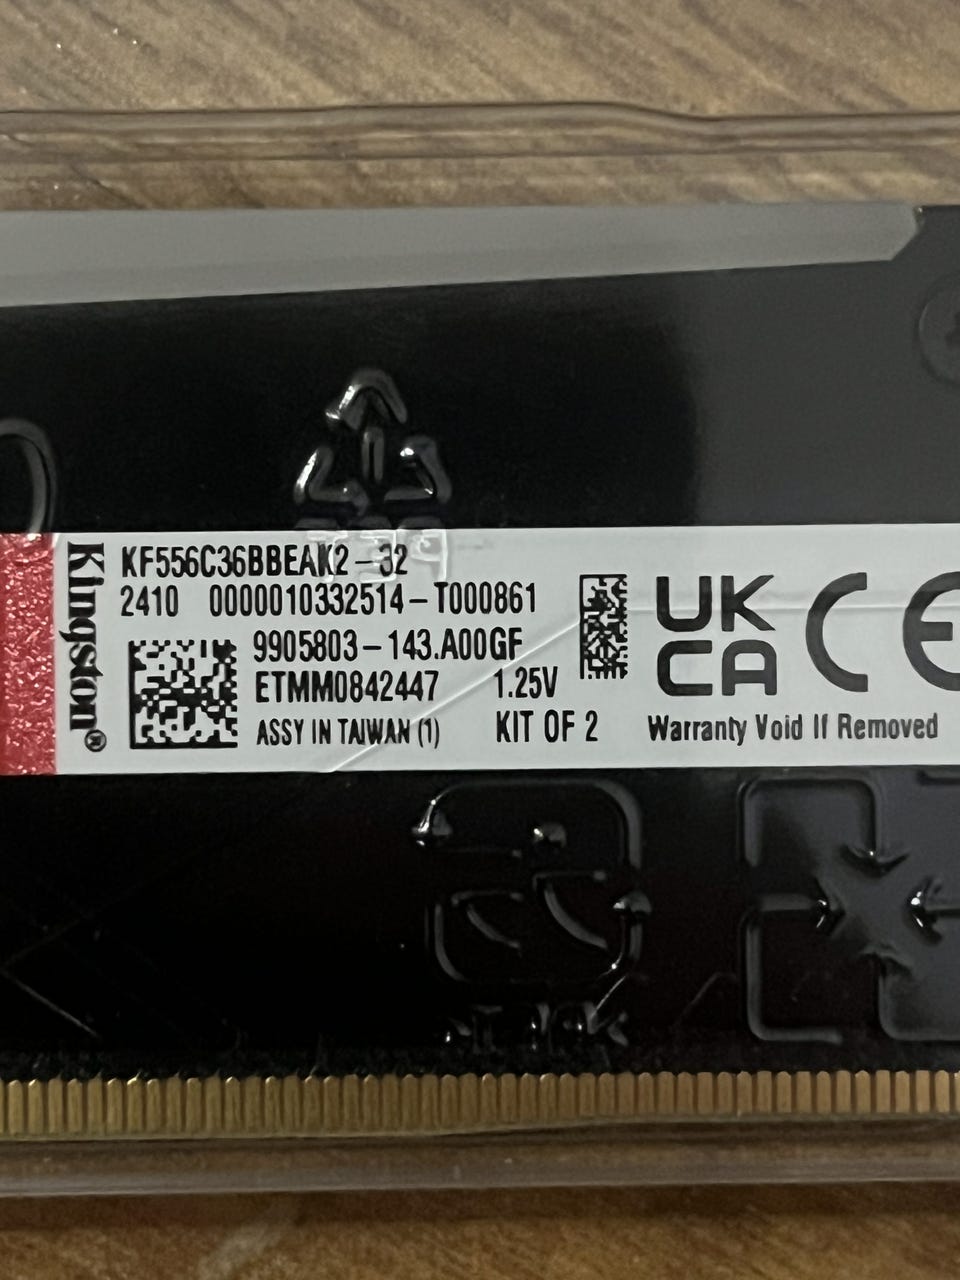 Kingston®
KF556C36BBEAK2-32
2410 0000010332514-T000861
9905803-143.A00GF
ETMM0842447 1.25V
ASSY IN TAIWAN (1) KIT OF 2
UK
CA
CE
Warranty Void If Removed